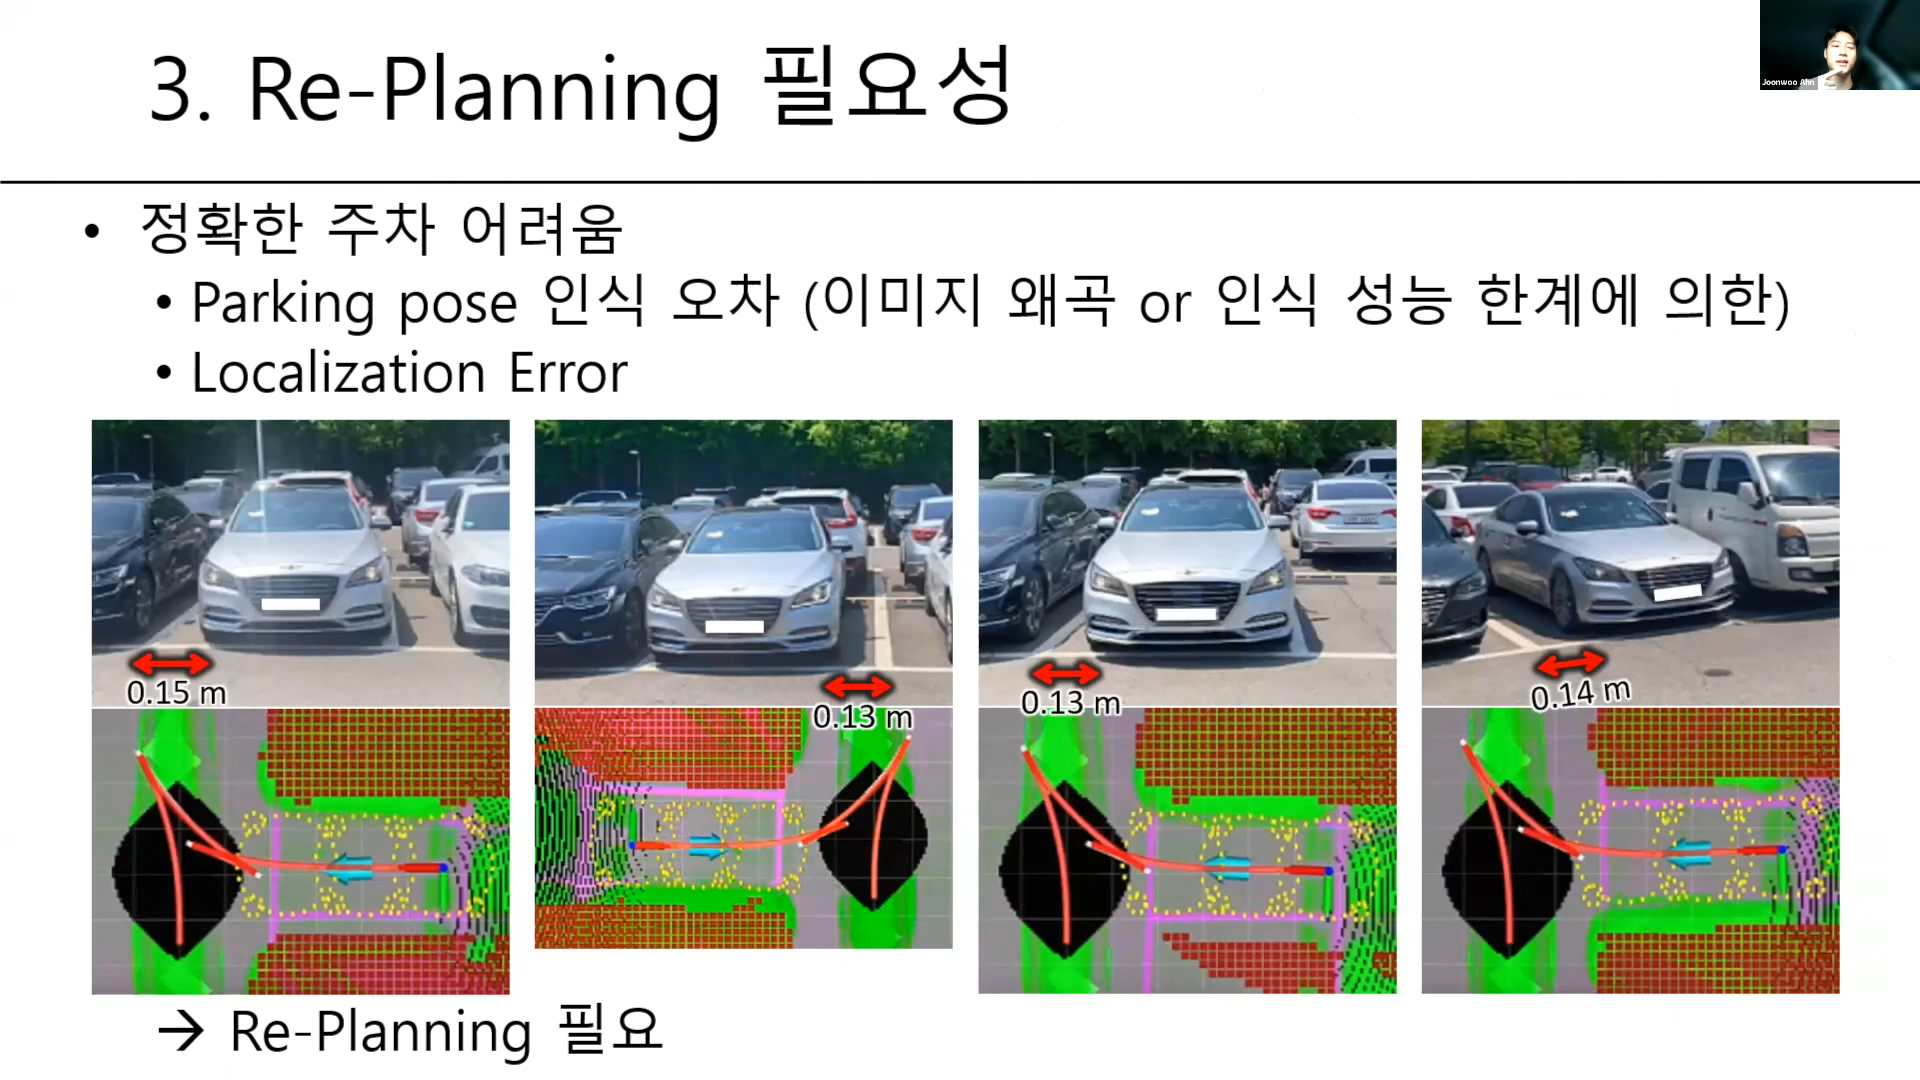 3. Re-Planning 필요성
Joonwoo Ahn
• 정확한 주차 어려움
• Parking pose 인식 오차 (이미지 왜곡 or 인식 성능 한계에 의한)
• Localization Error
0.15 m
0.13 m
0.13 m
0.14 m
→ Re-Planning 필요